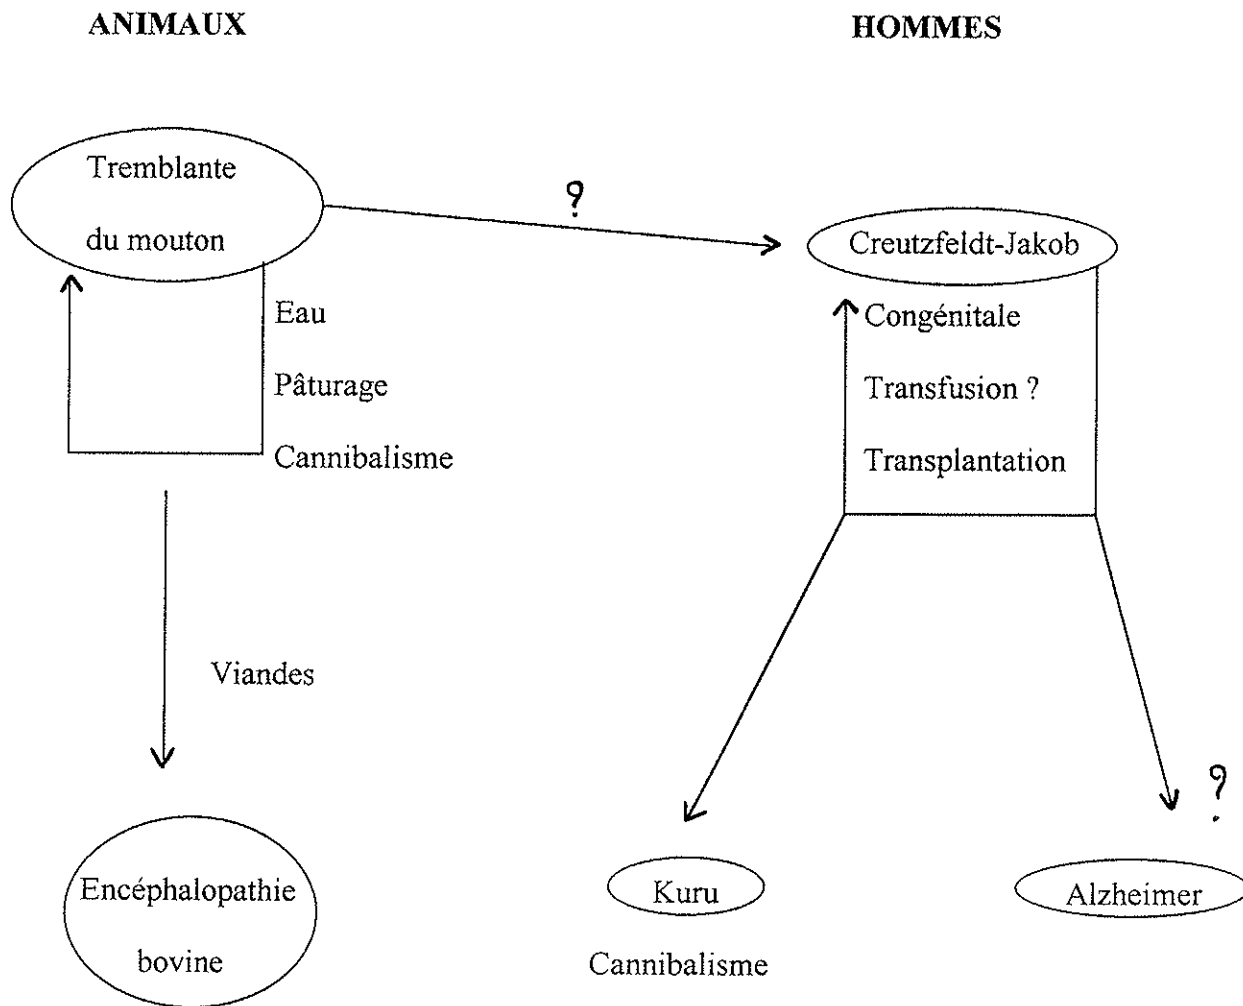 ANIMAUX
HOMMES
Tremblante
du mouton
?
Creutzfeldt-Jakob
Eau
Pâturage
Cannibalisme
Congénitale
Transfusion ?
Transplantation
Viandes
?
Encéphalopathie
bovine
Kuru
Cannibalisme
Alzheimer